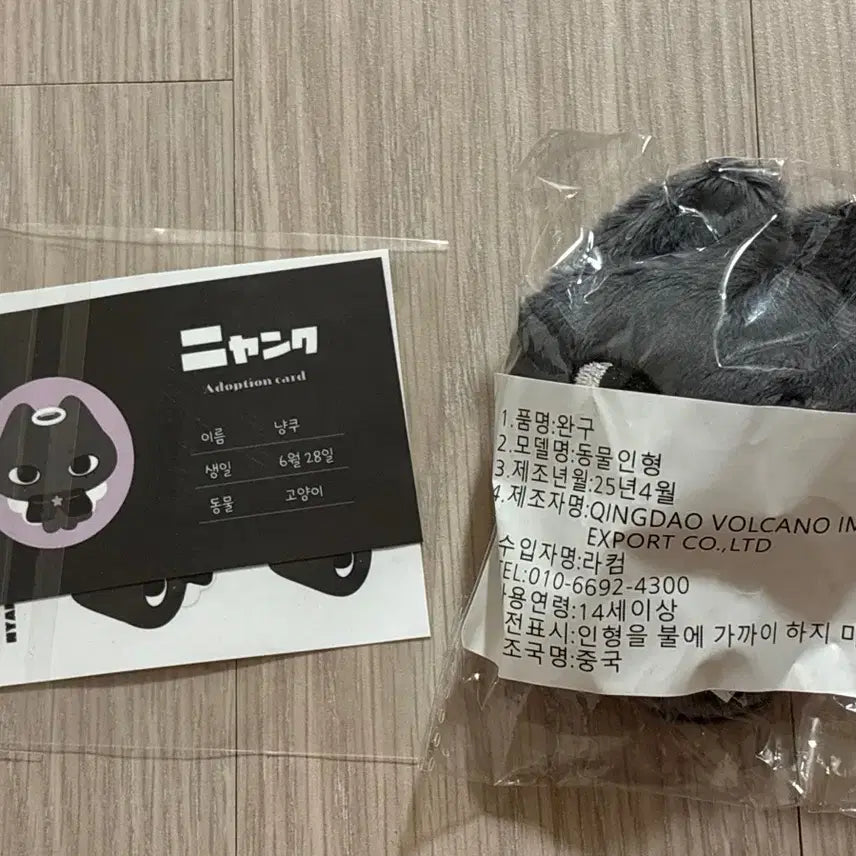 ニャンク
Adoption card
이름 냥쿠
생일 6월 28일
동물 고양이
1.품명:완구
2.모델명:동물인형
3.제조년월:25년4월
4.제조자명:QINGDAO VOLCANO IM
EXPORT CO.,LTD
수입자명:라컴
TEL:010-6692-4300
사용연령:14세이상
전표시:인형을 불에 가까이 하지 마
조국명:중국